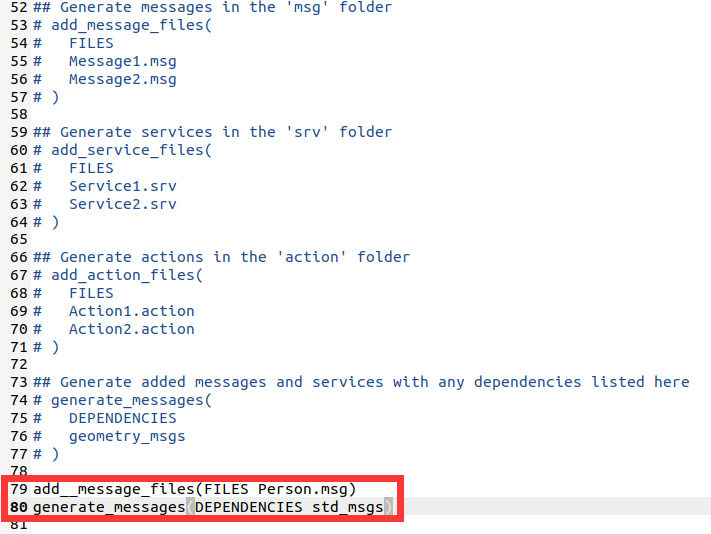 52 ## Generate messages in the 'msg' folder
53 # add_message_files(
54 #   FILES
55 #   Message1.msg
56 #   Message2.msg
57 # )
58
59 ## Generate services in the 'srv' folder
60 # add_service_files(
61 #   FILES
62 #   Service1.srv
63 #   Service2.srv
64 # )
65
66 ## Generate actions in the 'action' folder
67 # add_action_files(
68 #   FILES
69 #   Action1.action
70 #   Action2.action
71 # )
72
73 ## Generate added messages and services with any dependencies listed here
74 # generate_messages(
75 #   DEPENDENCIES
76 #   geometry_msgs
77 # )
78
79 add__message_files(FILES Person.msg)
80 generate_messages(DEPENDENCIES std_msgs)
81